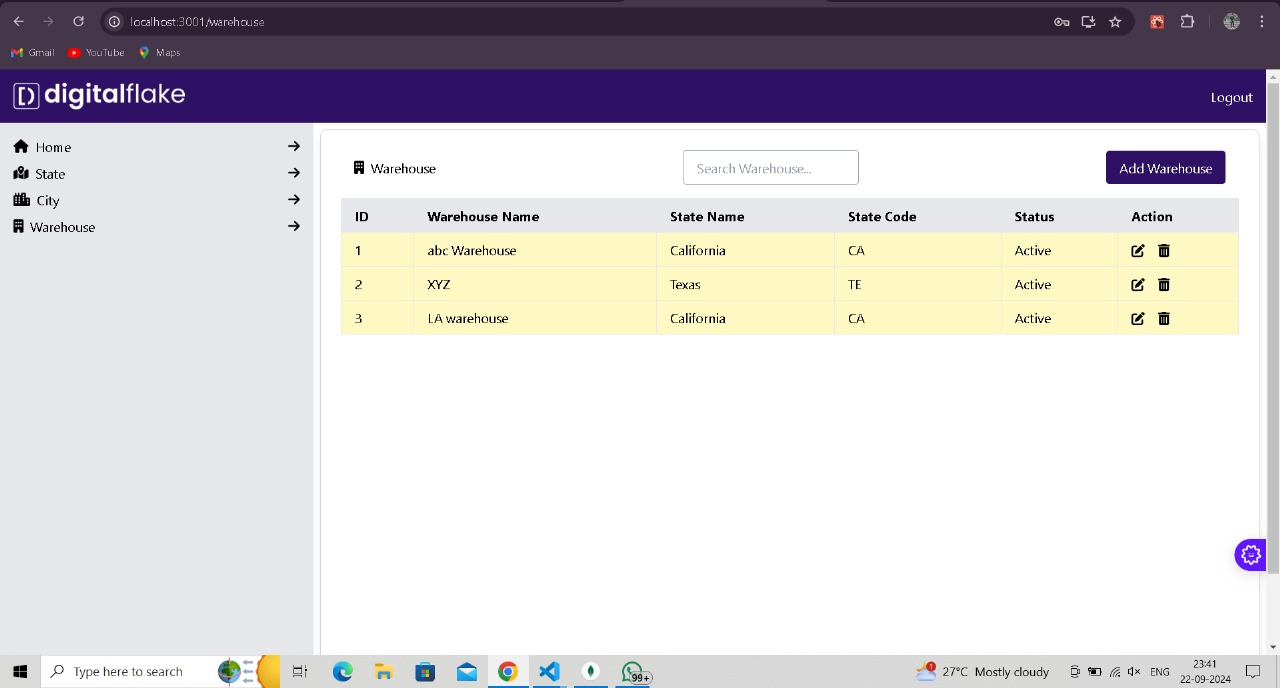 localhost:3001/warehouse
Gmail YouTube Maps
digitalflake
Logout
Home
State
City
Warehouse
Warehouse Search Warehouse... Add Warehouse
ID Warehouse Name State Name State Code Status Action
1 abc Warehouse California CA Active
2 XYZ Texas TE Active
3 LA warehouse California CA Active
Type here to search
99+
1
27°C Mostly cloudy
ENG
23:41
22-09-2024